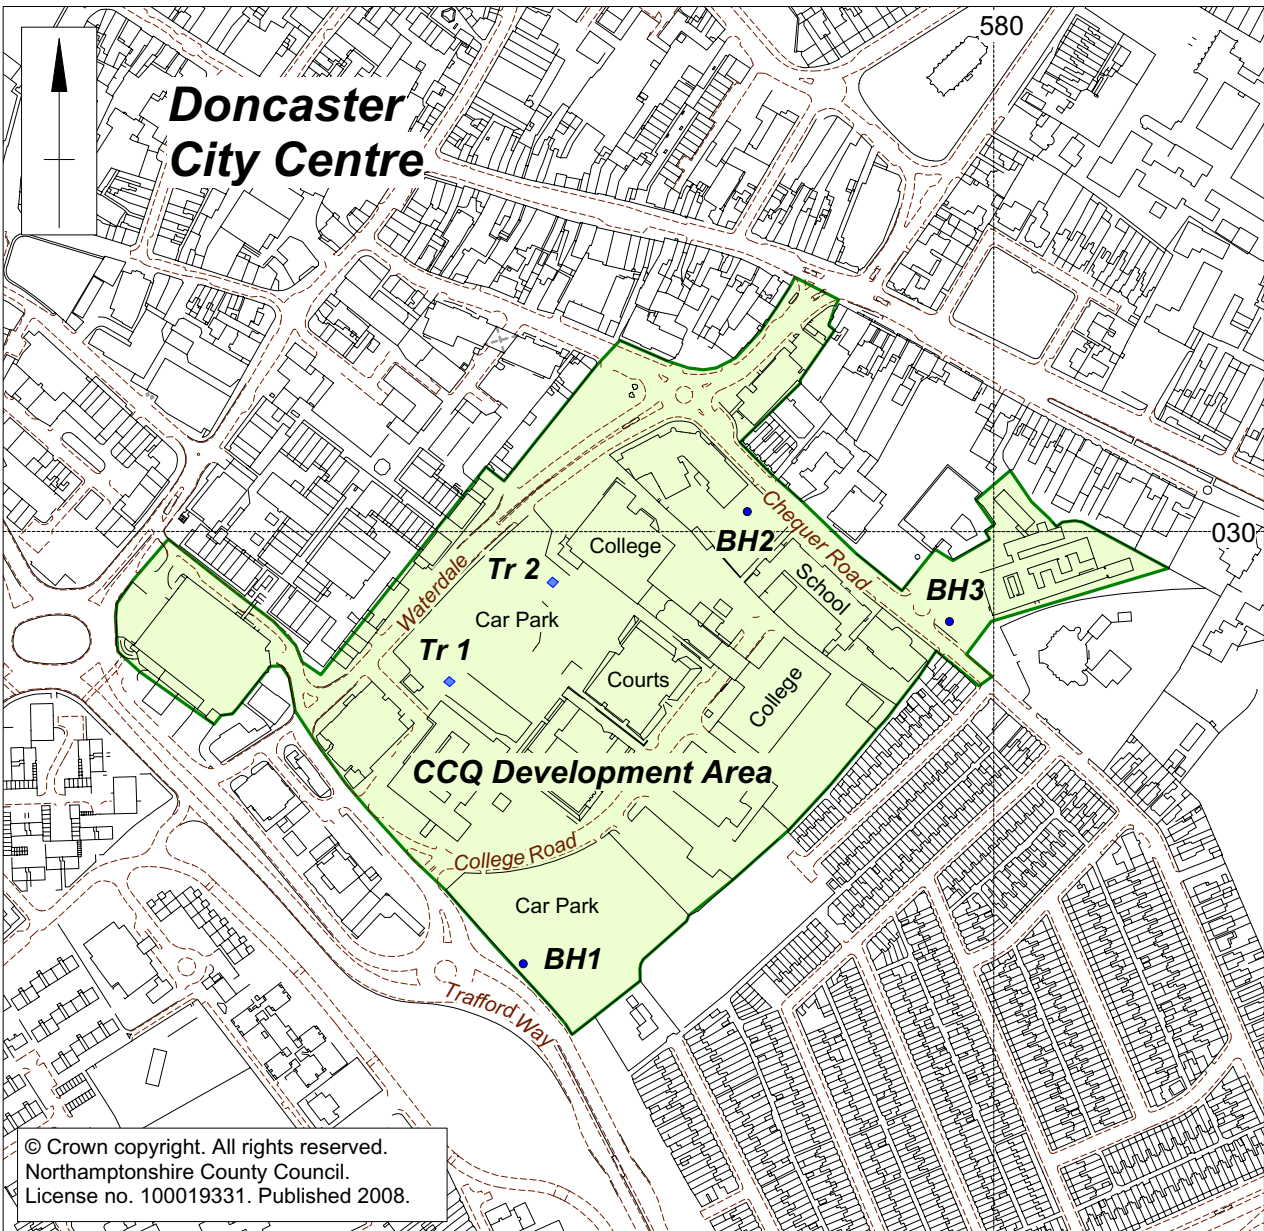 580
Doncaster
City Centre
Chequer Road
030
College
BH2
Tr 2
Waterdale
School
BH3
Car Park
Tr 1
Courts
College
CCQ Development Area
College Road
Car Park
BH1
Trafford Way
© Crown copyright. All rights reserved.
Northamptonshire County Council.
License no. 100019331. Published 2008.